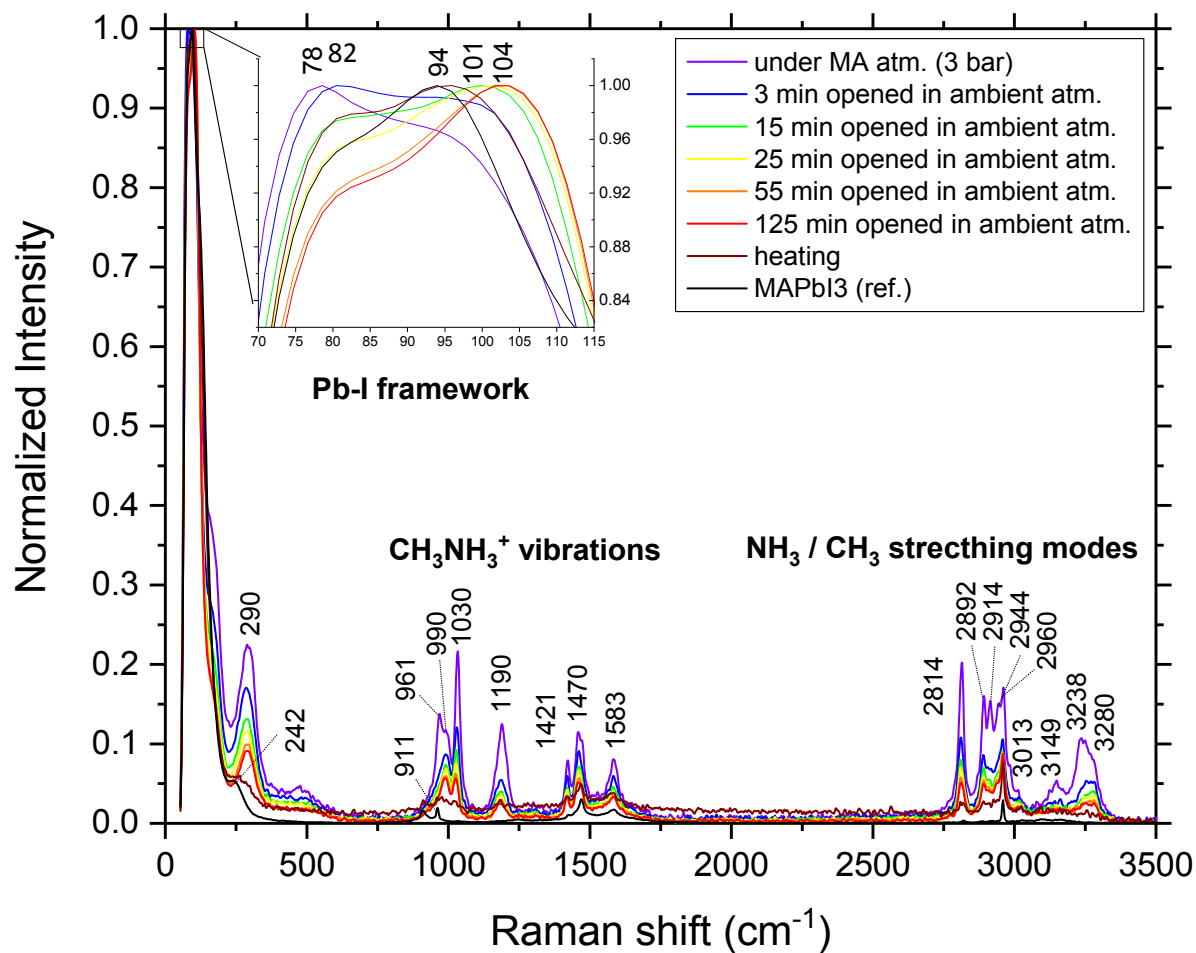 Normalized Intensity
1.0
0.9
0.8
0.7
0.6
0.5
0.4
0.3
0.2
0.1
0.0
78
82
94
101
104
1.00
0.96
0.92
0.88
0.84
70 75 80 85 90 95 100 105 110 115
Pb-I framework
under MA atm. (3 bar)
3 min opened in ambient atm.
15 min opened in ambient atm.
25 min opened in ambient atm.
55 min opened in ambient atm.
125 min opened in ambient atm.
heating
MAPbI3 (ref.)
CH₃NH₃⁺ vibrations
NH₃ / CH₃ strecthing modes
290
242
911
961
990
1030
1190
1421
1470
1583
2814
2892
2914
2944
2960
3013
3149
3238
3280
0 500 1000 1500 2000 2500 3000 3500
Raman shift (cm⁻¹)